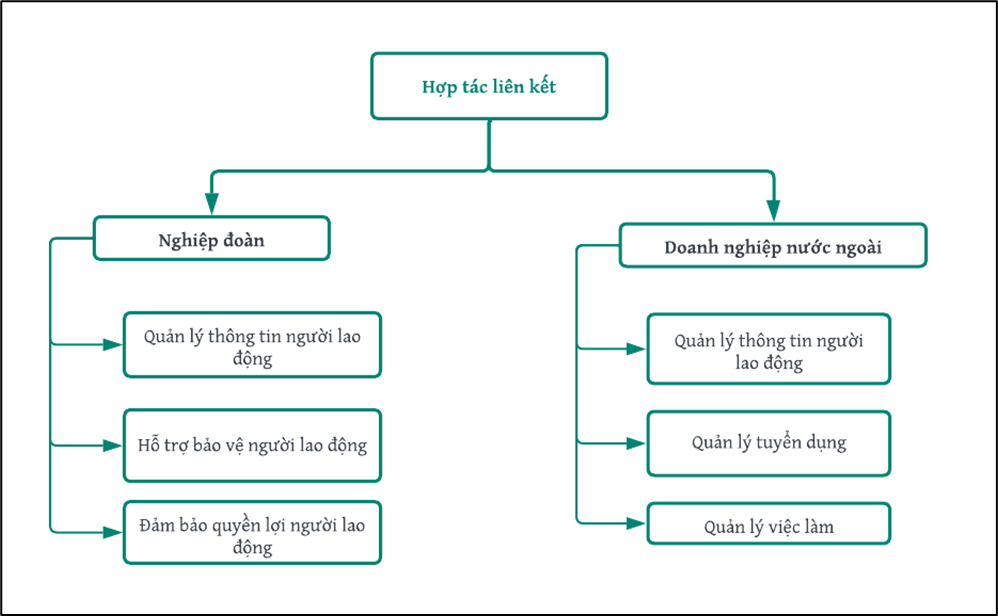 Hợp tác liên kết
Nghiệp đoàn
Quản lý thông tin người lao
động
Hỗ trợ bảo vệ người lao động
Đảm bảo quyền lợi người lao
động
Doanh nghiệp nước ngoài
Quản lý thông tin người
lao động
Quản lý tuyển dụng
Quản lý việc làm